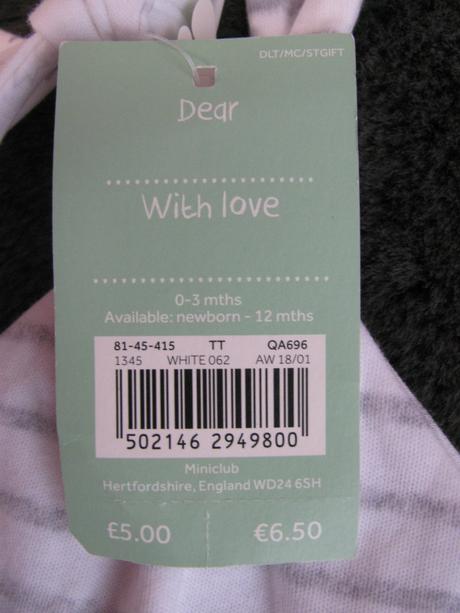 DLT/MC/STGIFT
Dear
With love
0-3 mths
Available: newborn - 12 mths
81-45-415 TT QA696
1345 WHITE 062 AW 18/01
502146 2949800
Miniclub
Hertfordshire, England WD24 6SH
£5.00 €6.50